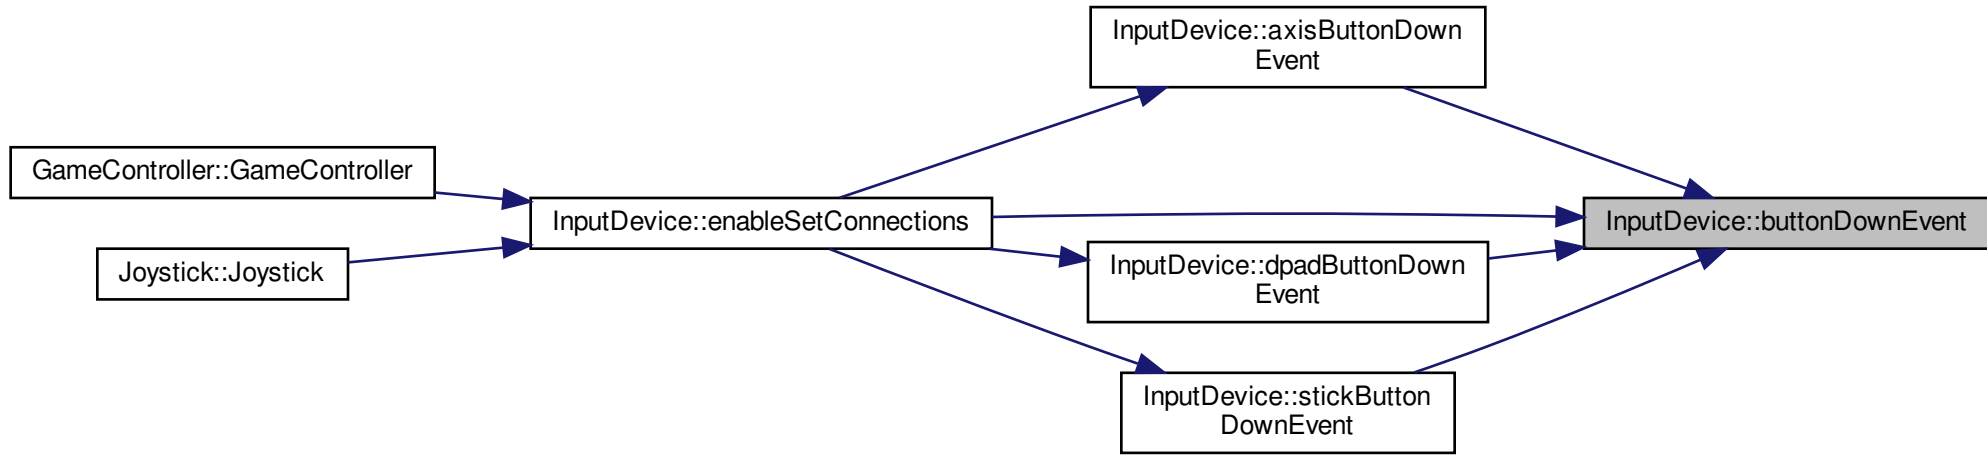 InputDevice::axisButtonDown
Event
GameController::GameController
InputDevice::enableSetConnections
InputDevice::buttonDownEvent
Joystick::Joystick
InputDevice::dpadButtonDown
Event
InputDevice::stickButton
DownEvent